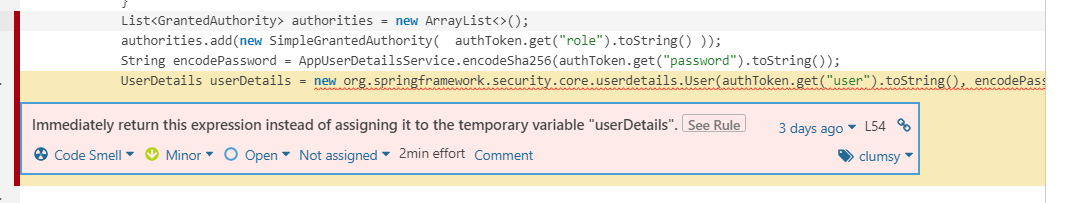 }
List<GrantedAuthority> authorities = new ArrayList<>();
authorities.add(new SimpleGrantedAuthority(  authToken.get("role").toString() ));
String encodePassword = AppUserDetailsService.encodeSha256(authToken.get("password").toString());
UserDetails userDetails = new org.springframework.security.core.userdetails.User(authToken.get("user").toString(), encodePass
Immediately return this expression instead of assigning it to the temporary variable "userDetails". See Rule 3 days ago L54
Code Smell Minor Open Not assigned 2min effort Comment clumsy